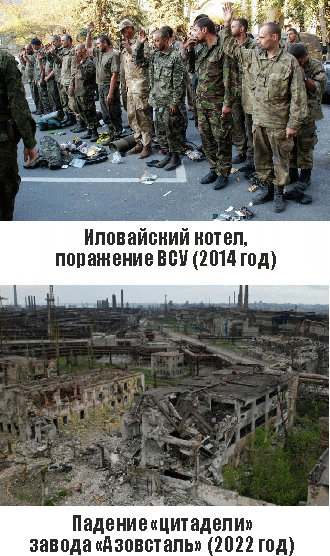 Иловайский котел,
поражение ВСУ (2014 год)
Падение «цитадели»
завода «Азовсталь» (2022 год)